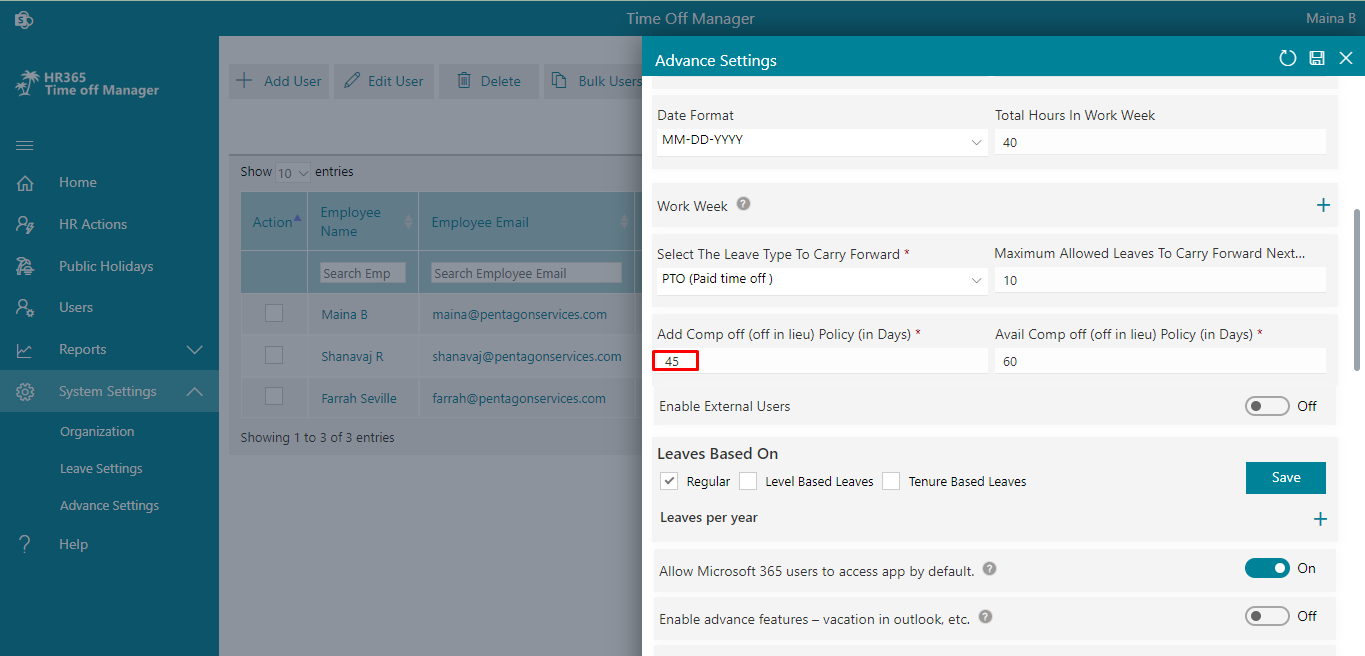 Time Off Manager
Maina B
HR365
Time off Manager
Home
HR Actions
Public Holidays
Users
Reports
System Settings
Organization
Leave Settings
Advance Settings
Help
Add User
Edit User
Delete
Bulk Users
Show 10 entries
Action
Employee
Name
Employee Email
Search Emp
Search Employee Email
Maina B maina@pentagonservices.com
Shanavaj R shanavaj@pentagonservices.com
Farrah Seville farrah@pentagonservices.com
Showing 1 to 3 of 3 entries
Advance Settings
Date Format
MM-DD-YYYY
Total Hours In Work Week
40
Work Week ?
Select The Leave Type To Carry Forward *
PTO (Paid time off )
Maximum Allowed Leaves To Carry Forward Next...
10
Add Comp off (off in lieu) Policy (in Days) *
45
Avail Comp off (off in lieu) Policy (in Days) *
60
Enable External Users
Off
Leaves Based On
Regular
Level Based Leaves
Tenure Based Leaves
Save
Leaves per year
Allow Microsoft 365 users to access app by default. ?
On
Enable advance features – vacation in outlook, etc. ?
Off